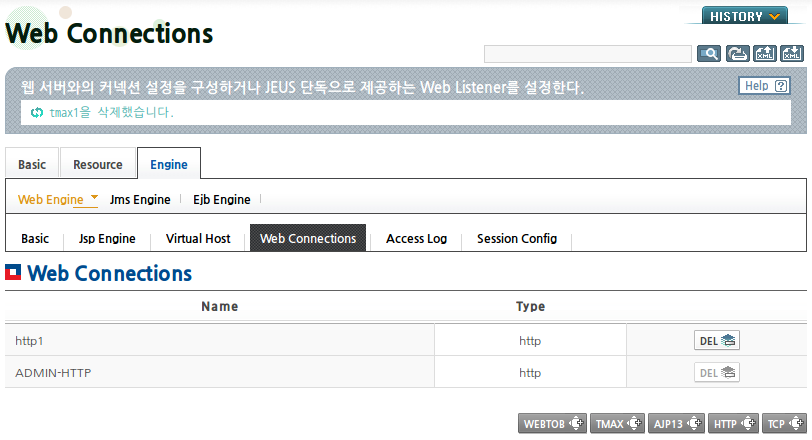 HISTORY
Web Connections
XML XML
웹 서버와의 커넥션 설정을 구성하거나 JEUS 단독으로 제공하는 Web Listener를 설정한다.
Help ?
tmax1을 삭제했습니다.
Basic Resource Engine
Web Engine Jms Engine Ejb Engine
Basic Jsp Engine Virtual Host Web Connections Access Log Session Config
Web Connections
Name Type
http1 http DEL
ADMIN-HTTP http DEL
WEBTOB TMAX AJP13 HTTP TCP